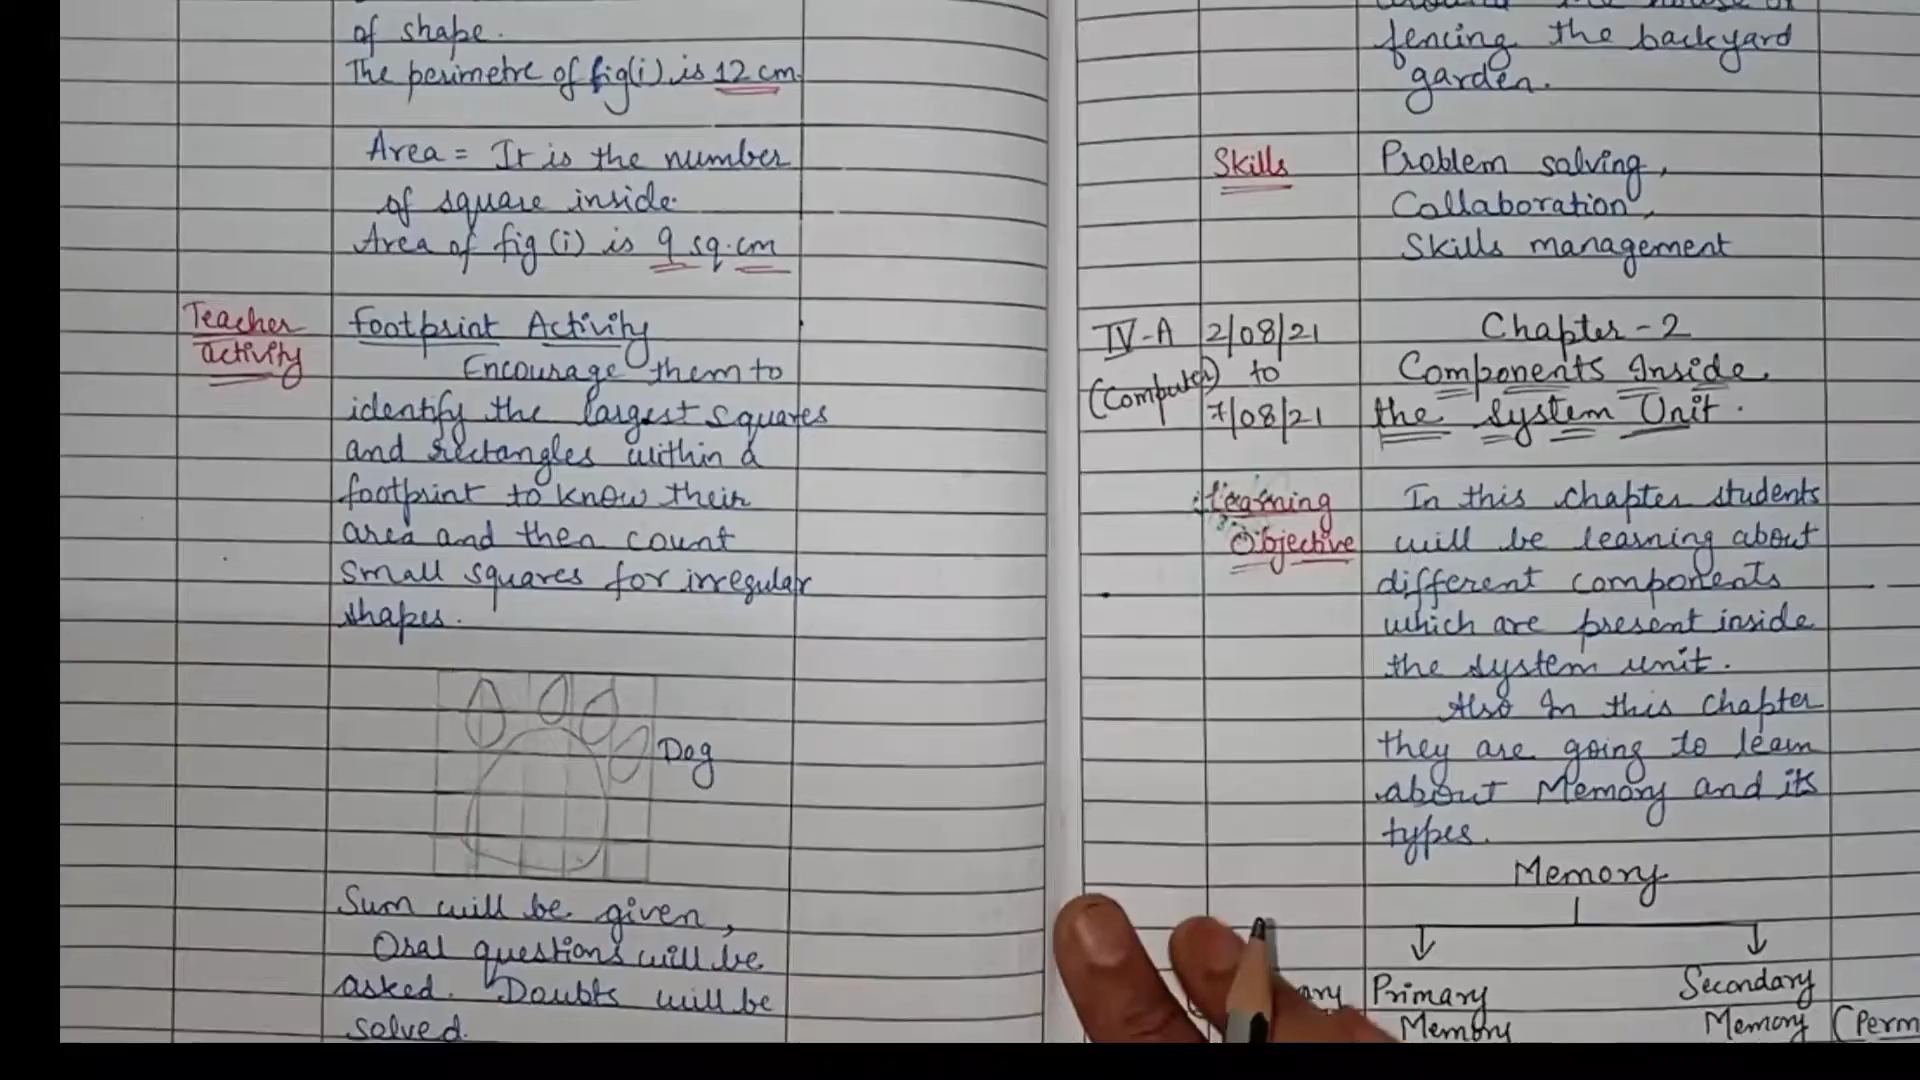 of shape.
The perimetre of fig(i) is 12 cm.
Area = It is the number
of square inside.
Area of fig (i) is 9 sq. cm
Teacher
activity
Footprint Activity
Encourage them to
identify the largest squares
and rectangles within a
footprint to know their
area and then count
small squares for irregular
shapes.
Dog
Sum will be given,
Oral questions will be
asked. Doubts will be
solved.
around the house or
fencing the backyard
garden.
Skills
Problem solving,
Collaboration,
Skills management
IV-A
(Computer)
2/08/21
to
7/08/21
Chapter - 2
Components Inside
the System Unit.
Learning
Objective
In this chapter students
will be learning about
different components
which are present inside
the system unit.
Also In this chapter
they are going to learn
about Memory and its
types.
Memory
Primary
Memory
Secondary
Memory (Perm